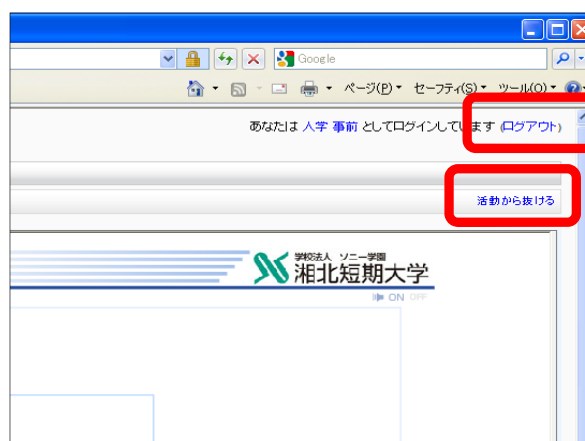 Google
ページ(P) セーフティ(S) ツール(O)
あなたは 人学 事前 としてログインしています (ログアウト)
活動から抜ける
学校法人 ソニー学園
湘北短期大学
ON OFF